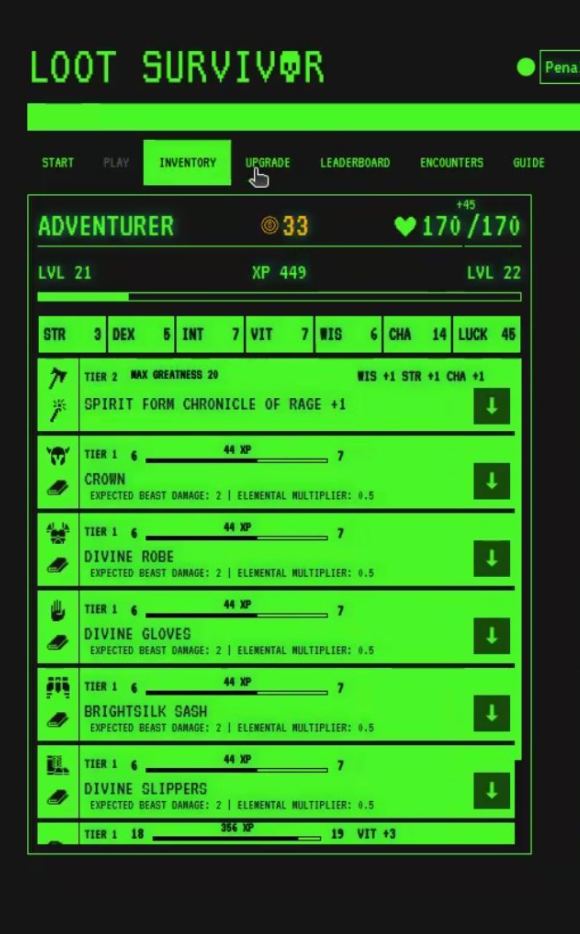 LOOT SURVIVOR
Pena
START PLAY INVENTORY UPGRADE LEADERBOARD ENCOUNTERS GUIDE
+45
ADVENTURER 33 170/170
LVL 21 XP 449 LVL 22
STR 3 DEX 5 INT 7 VIT 7 WIS 6 CHA 14 LUCK 45
TIER 2 MAX GREATNESS 20 WIS +1 STR +1 CHA +1
SPIRIT FORM CHRONICLE OF RAGE +1
TIER 1 6 44 XP 7
CROWN
EXPECTED BEAST DAMAGE: 2 | ELEMENTAL MULTIPLIER: 0.5
TIER 1 6 44 XP 7
DIVINE ROBE
EXPECTED BEAST DAMAGE: 2 | ELEMENTAL MULTIPLIER: 0.5
TIER 1 6 44 XP 7
DIVINE GLOVES
EXPECTED BEAST DAMAGE: 2 | ELEMENTAL MULTIPLIER: 0.5
TIER 1 6 44 XP 7
BRIGHTSILK SASH
EXPECTED BEAST DAMAGE: 2 | ELEMENTAL MULTIPLIER: 0.5
TIER 1 6 44 XP 7
DIVINE SLIPPERS
EXPECTED BEAST DAMAGE: 2 | ELEMENTAL MULTIPLIER: 0.5
TIER 1 18 356 XP 19 VIT +3